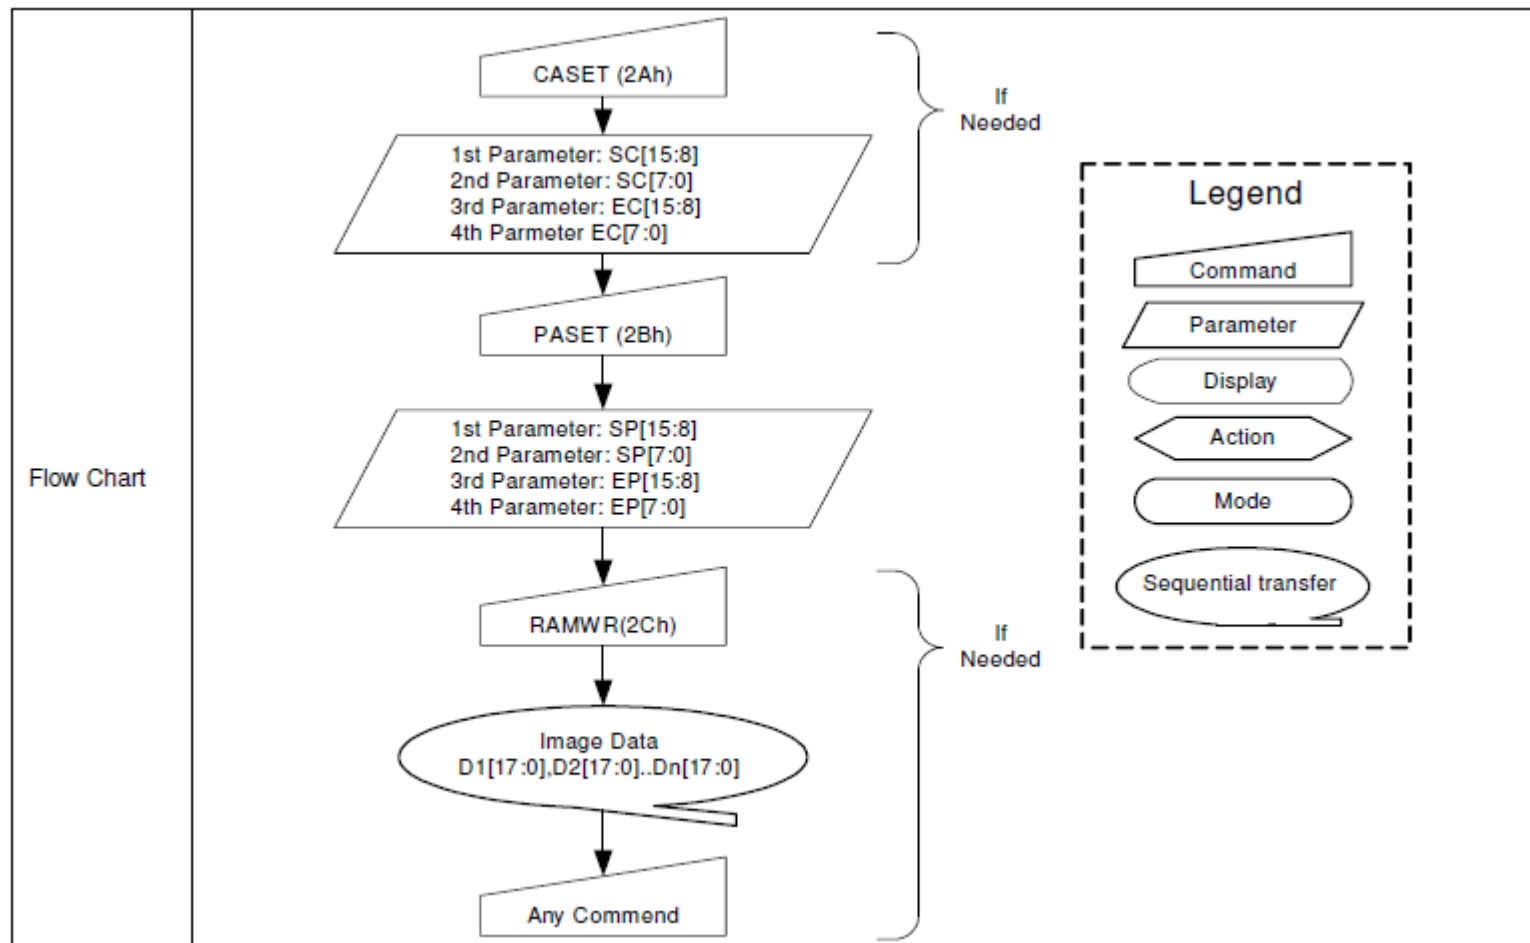 Flow Chart
CASET (2Ah)
1st Parameter: SC[15:8]
2nd Parameter: SC[7:0]
3rd Parameter: EC[15:8]
4th Parmeter EC[7:0]
If
Needed
PASET (2Bh)
1st Parameter: SP[15:8]
2nd Parameter: SP[7:0]
3rd Parameter: EP[15:8]
4th Parameter: EP[7:0]
RAMWR(2Ch)
Image Data
D1[17:0],D2[17:0]..Dn[17:0]
Any Commend
If
Needed
Legend
Command
Parameter
Display
Action
Mode
Sequential transfer